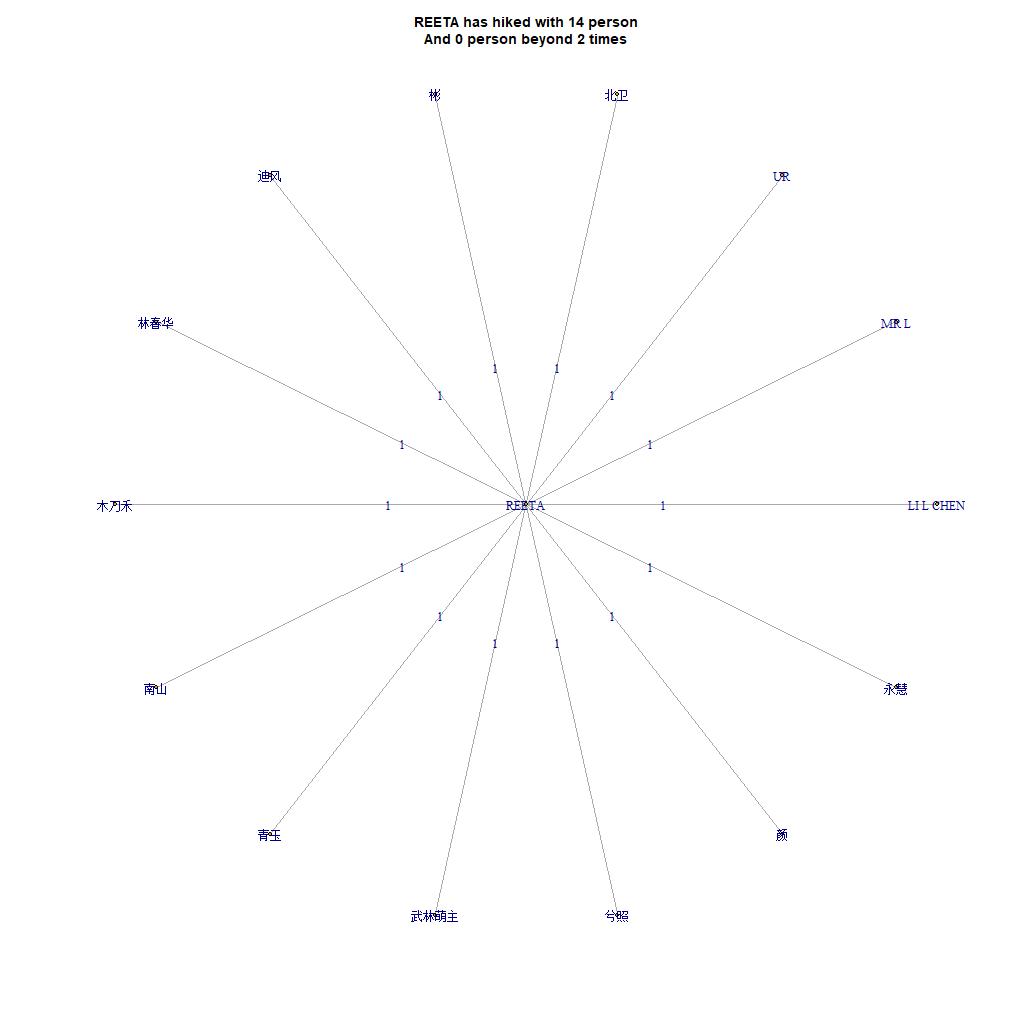 REETA has hiked with 14 person
And 0 person beyond 2 times
彬
北卫
迪风
UR
林春华
MR L
1
1
1
1
1
1
木乃禾
1
REETA
1
LI L CHEN
1
1
1
1
1
1
南山
永慧
青玉
颜
武林萌主
兮照